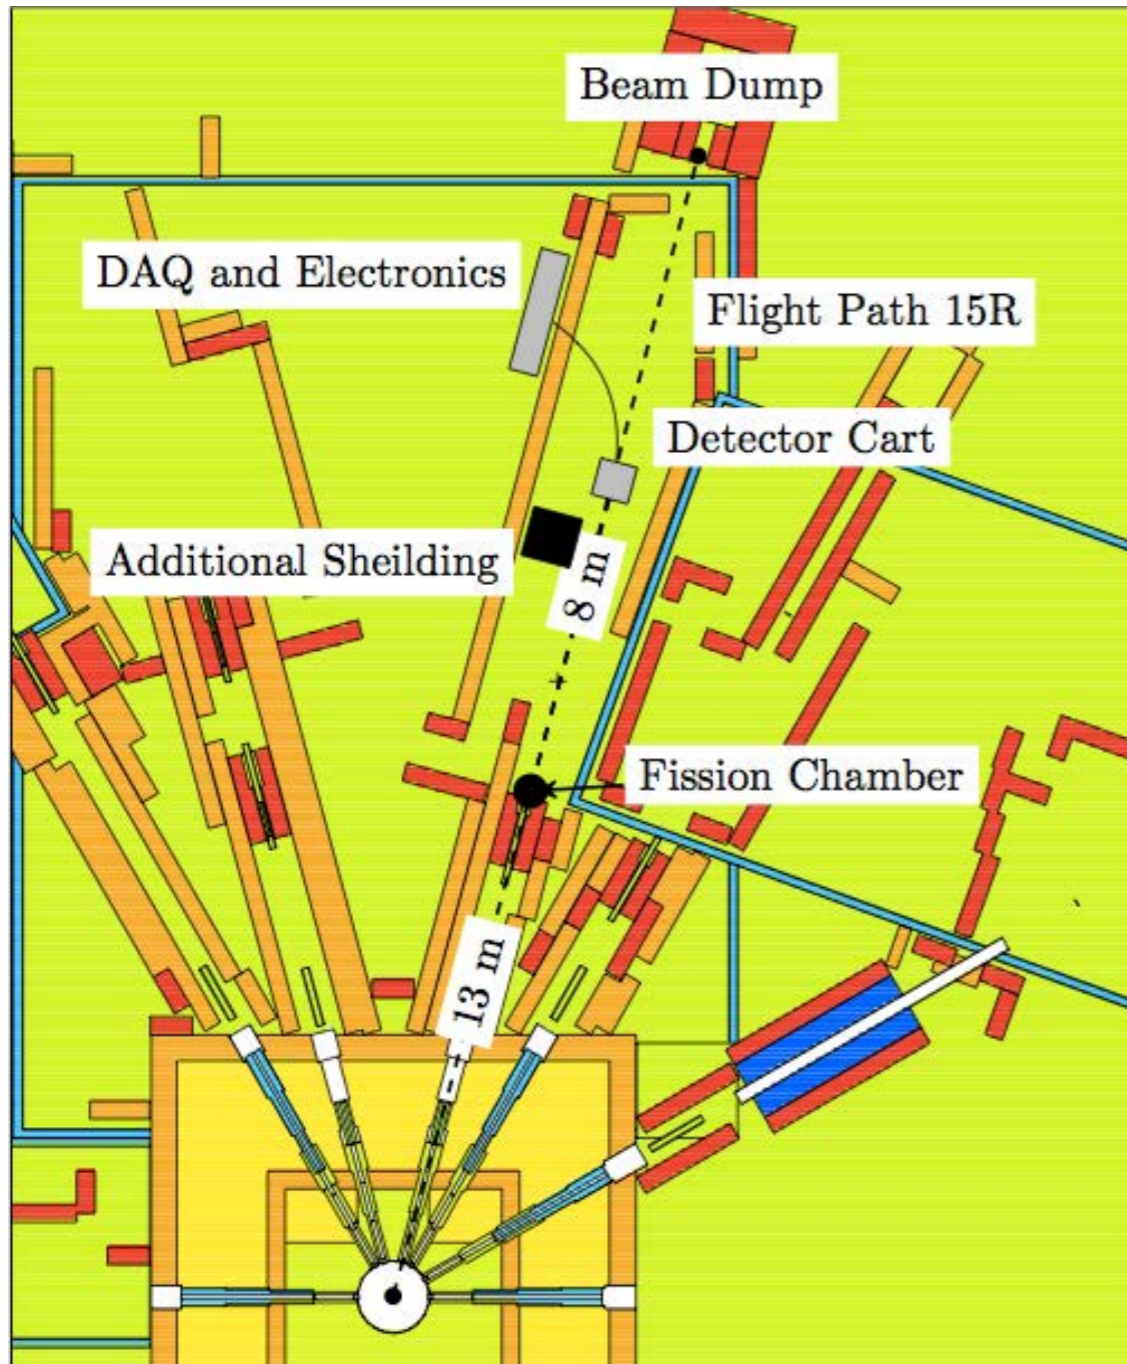 Beam Dump
DAQ and Electronics
Flight Path 15R
Detector Cart
Additional Sheilding
8 m
Fission Chamber
13 m